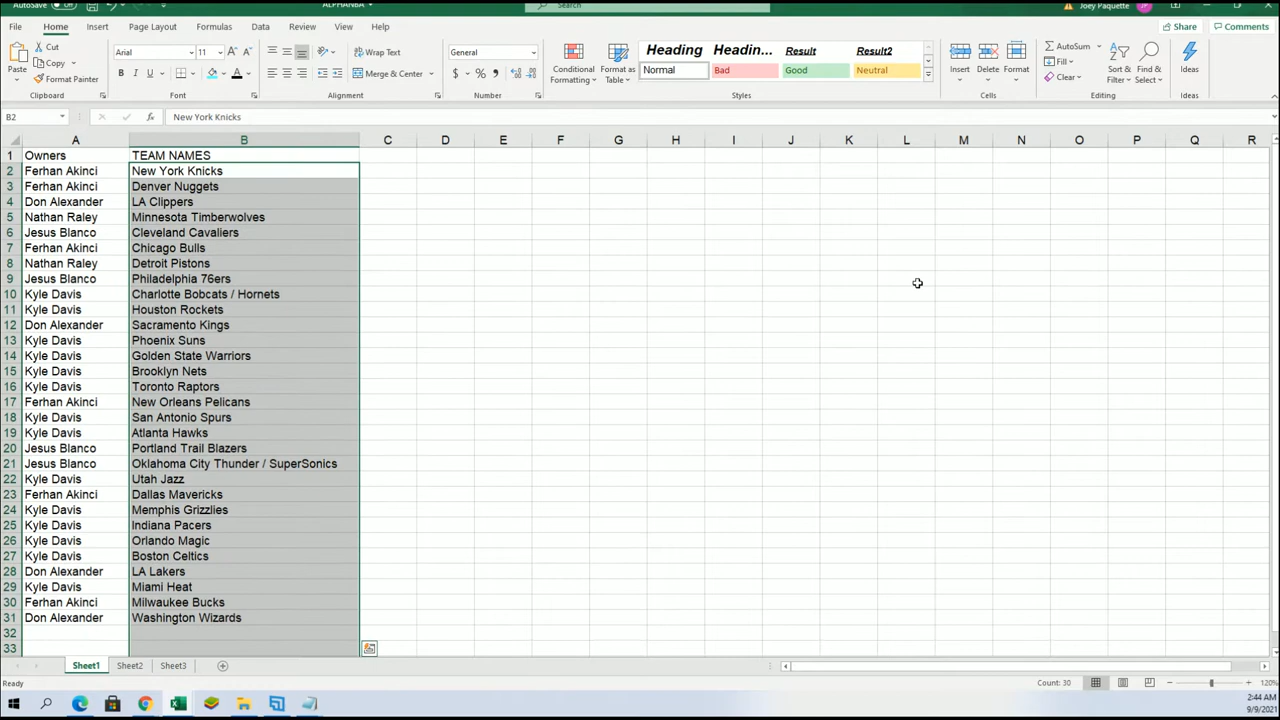 AutoSave Off
ALPHANBA
Search
Joey Paquette JP
File Home Insert Page Layout Formulas Data Review View Help
Share Comments
Paste
Cut
Copy
Format Painter
Clipboard
Arial 11
B I U
Font
Wrap Text
Merge & Center
Alignment
General
$ % 9
Number
Conditional Formatting
Format as Table
Heading Headin... Result Result2
Normal Bad Good Neutral
Styles
Insert Delete Format
Cells
AutoSum
Fill
Clear
Sort & Filter
Find & Select
Editing
Ideas
Ideas
B2 fx New York Knicks
A B C D E F G H I J K L M N O P Q R
1 Owners TEAM NAMES
2 Ferhan Akinci New York Knicks
3 Ferhan Akinci Denver Nuggets
4 Don Alexander LA Clippers
5 Nathan Raley Minnesota Timberwolves
6 Jesus Blanco Cleveland Cavaliers
7 Ferhan Akinci Chicago Bulls
8 Nathan Raley Detroit Pistons
9 Jesus Blanco Philadelphia 76ers
10 Kyle Davis Charlotte Bobcats / Hornets
11 Kyle Davis Houston Rockets
12 Don Alexander Sacramento Kings
13 Kyle Davis Phoenix Suns
14 Kyle Davis Golden State Warriors
15 Kyle Davis Brooklyn Nets
16 Kyle Davis Toronto Raptors
17 Ferhan Akinci New Orleans Pelicans
18 Kyle Davis San Antonio Spurs
19 Kyle Davis Atlanta Hawks
20 Jesus Blanco Portland Trail Blazers
21 Jesus Blanco Oklahoma City Thunder / SuperSonics
22 Kyle Davis Utah Jazz
23 Ferhan Akinci Dallas Mavericks
24 Kyle Davis Memphis Grizzlies
25 Kyle Davis Indiana Pacers
26 Kyle Davis Orlando Magic
27 Kyle Davis Boston Celtics
28 Don Alexander LA Lakers
29 Kyle Davis Miami Heat
30 Ferhan Akinci Milwaukee Bucks
31 Don Alexander Washington Wizards
32
33
Sheet1 Sheet2 Sheet3
Ready
Count: 30
120%
2:44 AM
9/9/2021